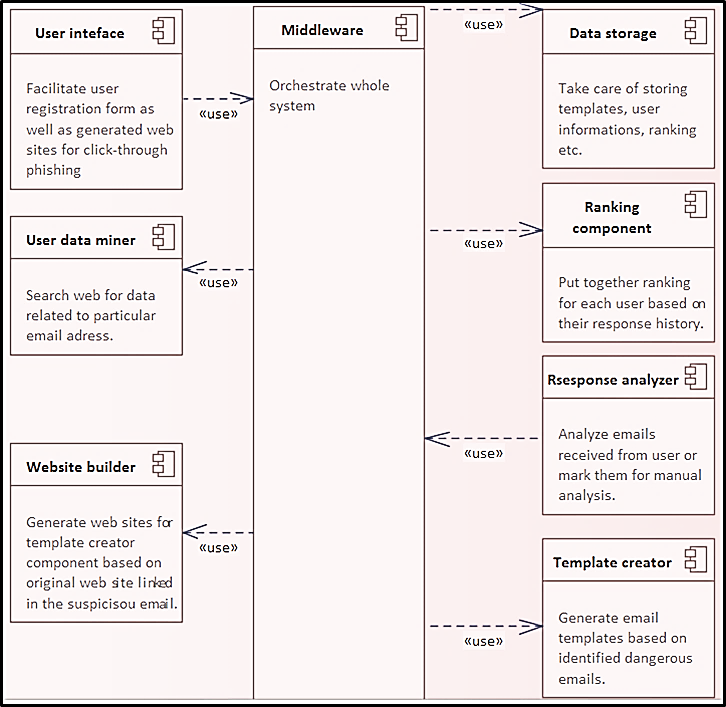 User inteface
Facilitate user
registration form as
well as generated web
sites for click-through
phishing
«use»
Middleware
Orchestrate whole
system
«use»
Data storage
Take care of storing
templates, user
informations, ranking
etc.
User data miner
Search web for data
related to particular
email adress.
«use»
«use»
Ranking
component
Put together ranking
for each user based on
their response history.
Rsesponse analyzer
Analyze emails
received from user or
mark them for manual
analysis.
«use»
Website builder
Generate web sites for
template creator
component based on
original web site linked
in the suspicisou email.
«use»
«use»
Template creator
Generate email
templates based on
identified dangerous
emails.